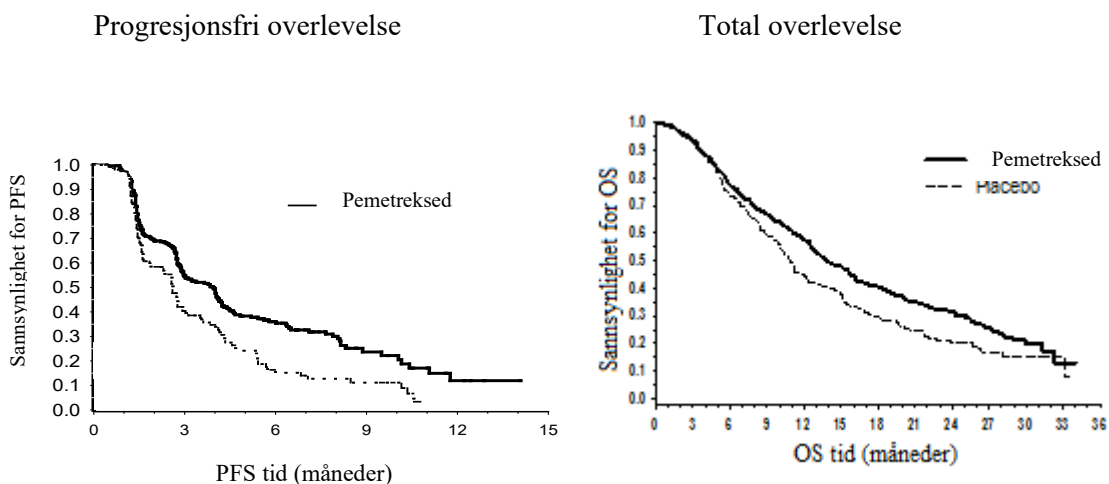 Progresjonsfri overlevelse
Sannsynlighet for PFS
1.0
0.9
0.8
0.7
0.6
0.5
0.4
0.3
0.2
0.1
0.0
Pemetreksed
0 3 6 9 12 15
PFS tid (måneder)
Total overlevelse
Sannsynlighet for OS
1.0
0.9
0.8
0.7
0.6
0.5
0.4
0.3
0.2
0.1
0.0
Pemetreksed
Placebo
0 3 6 9 12 15 18 21 24 27 30 33 36
OS tid (måneder)